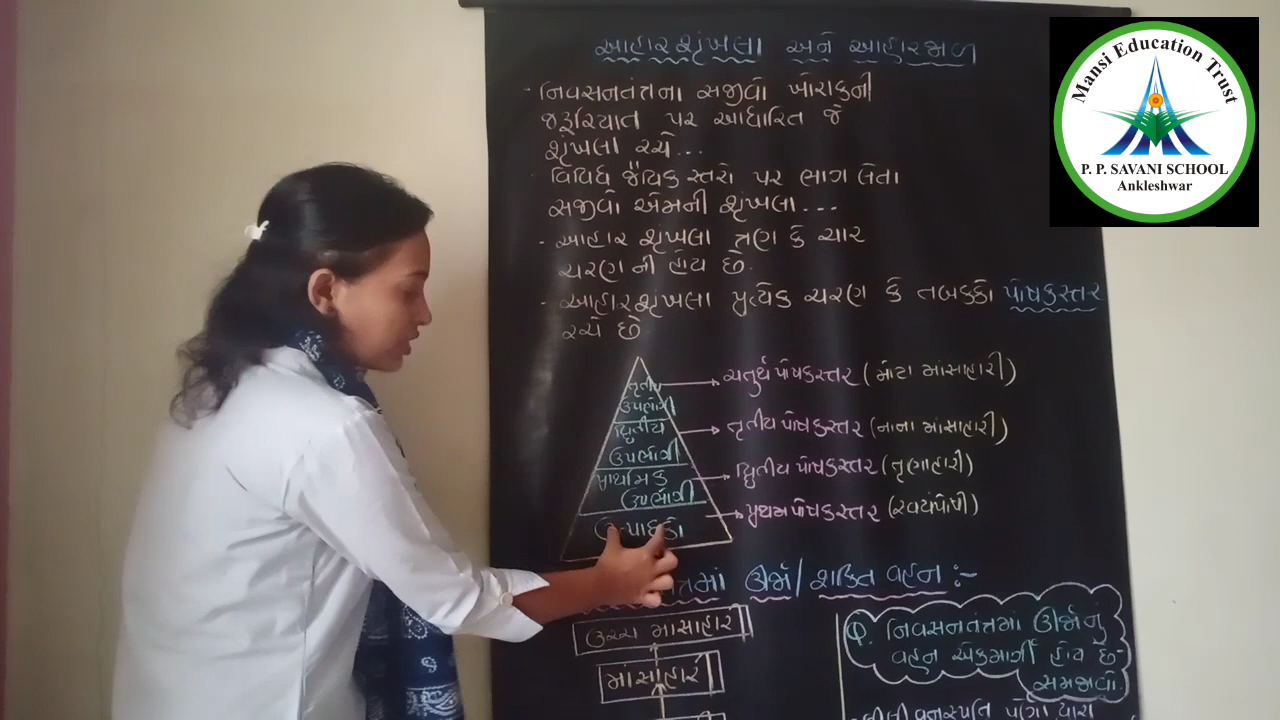 આહારશૃંખલા અને આહારજાળ
- નિવસનતંત્રના સજીવો ખોરાકની
જરૂરિયાત પર આધારિત જે
શૃંખલા રચે...
વિવિધ જૈવિક સ્તરો પર ભાગ લેતા
સજીવો એમની શૃંખલા...
- આહાર શૃંખલા ત્રણ કે ચાર
ચરણ ની હોય છે.
- આહારશૃંખલા પ્રત્યેક ચરણ કે તબક્કો પોષકસ્તર
રચે છે.
તૃતીય
ઉપભોગી
ચતુર્થ પોષકસ્તર (મોટા માંસાહારી)
દ્વિતીય
ઉપભોગી
તૃતીય પોષકસ્તર (નાના માંસાહારી)
પ્રાથમિક
ઉપભોગી
દ્વિતીય પોષકસ્તર (તૃણાહારી)
પ્રથમ પોષકસ્તર (સ્વયંપોષી)
ઊર્જા/શક્તિ વહન :-
ઉચ્ચ માંસાહારી
માંસાહારી
Q. નિવસનતંત્રમાં ઊર્જાનું
વહન એકમાર્ગી હોય છે-
સમજાવો.
લીલી વનસ્પતિ
Mansi Education Trust
P. P. SAVANI SCHOOL
Ankleshwar